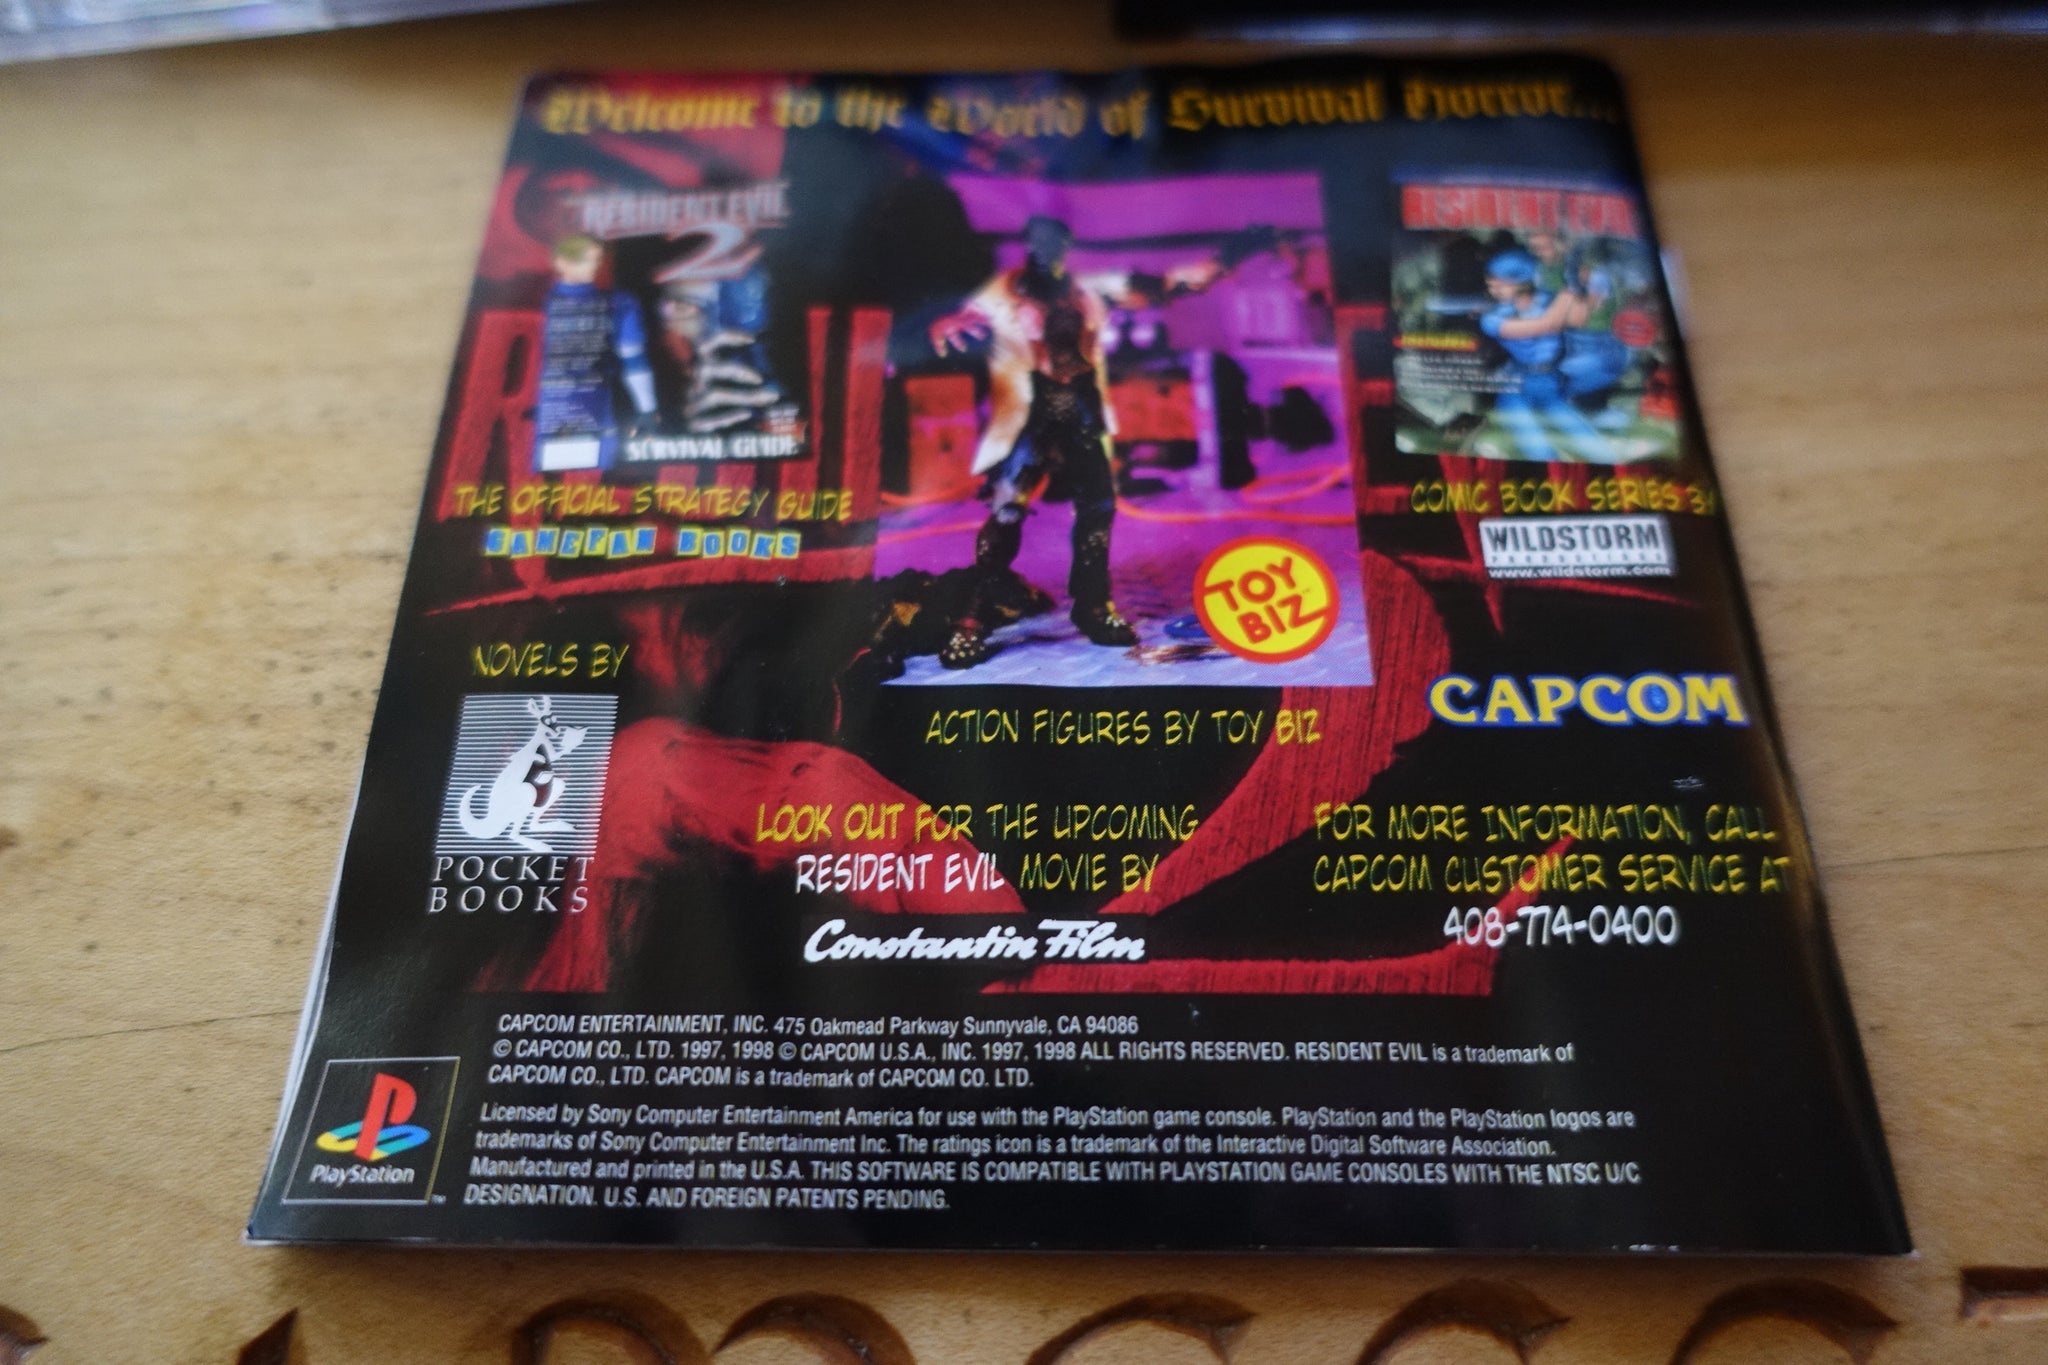 Welcome to the World of Survival Horror...
RESIDENT EVIL
2
SURVIVAL GUIDE
THE OFFICIAL STRATEGY GUIDE
GAMEFAN BOOKS
RESIDENT EVIL
COMIC BOOK SERIES BY
WILDSTORM
PRODUCTIONS
www.wildstorm.com
TOY
BIZ
ACTION FIGURES BY TOY BIZ
NOVELS BY
POCKET
BOOKS
LOOK OUT FOR THE UPCOMING
RESIDENT EVIL MOVIE BY
Constantin Film
CAPCOM
FOR MORE INFORMATION, CALL
CAPCOM CUSTOMER SERVICE AT
408-774-0400
CAPCOM ENTERTAINMENT, INC. 475 Oakmead Parkway Sunnyvale, CA 94086
© CAPCOM CO., LTD. 1997, 1998 © CAPCOM U.S.A., INC. 1997, 1998 ALL RIGHTS RESERVED. RESIDENT EVIL is a trademark of
CAPCOM CO., LTD. CAPCOM is a trademark of CAPCOM CO. LTD.
Licensed by Sony Computer Entertainment America for use with the PlayStation game console. PlayStation and the PlayStation logos are
trademarks of Sony Computer Entertainment Inc. The ratings icon is a trademark of the Interactive Digital Software Association.
Manufactured and printed in the U.S.A. THIS SOFTWARE IS COMPATIBLE WITH PLAYSTATION GAME CONSOLES WITH THE NTSC U/C
DESIGNATION. U.S. AND FOREIGN PATENTS PENDING.
PlayStation